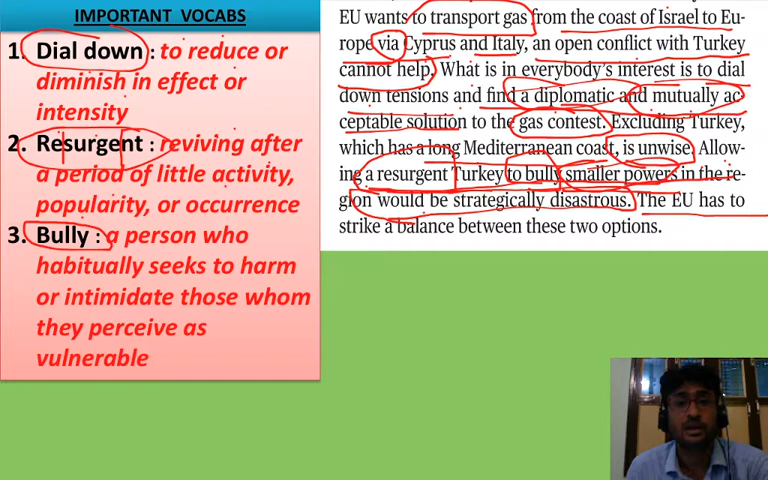 IMPORTANT VOCABS
1. Dial down : to reduce or
diminish in effect or
intensity
2. Resurgent : reviving after
a period of little activity,
popularity, or occurrence
3. Bully : a person who
habitually seeks to harm
or intimidate those whom
they perceive as
vulnerable
EU wants to transport gas from the coast of Israel to Eu-
rope via Cyprus and Italy, an open conflict with Turkey
cannot help. What is in everybody's interest is to dial
down tensions and find a diplomatic and mutually ac
ceptable solution to the gas contest. Excluding Turkey,
which has a long Mediterranean coast, is unwise. Allow-
ing a resurgent Turkey to bully smaller powers in the re-
gion would be strategically disastrous. The EU has to
strike a balance between these two options.